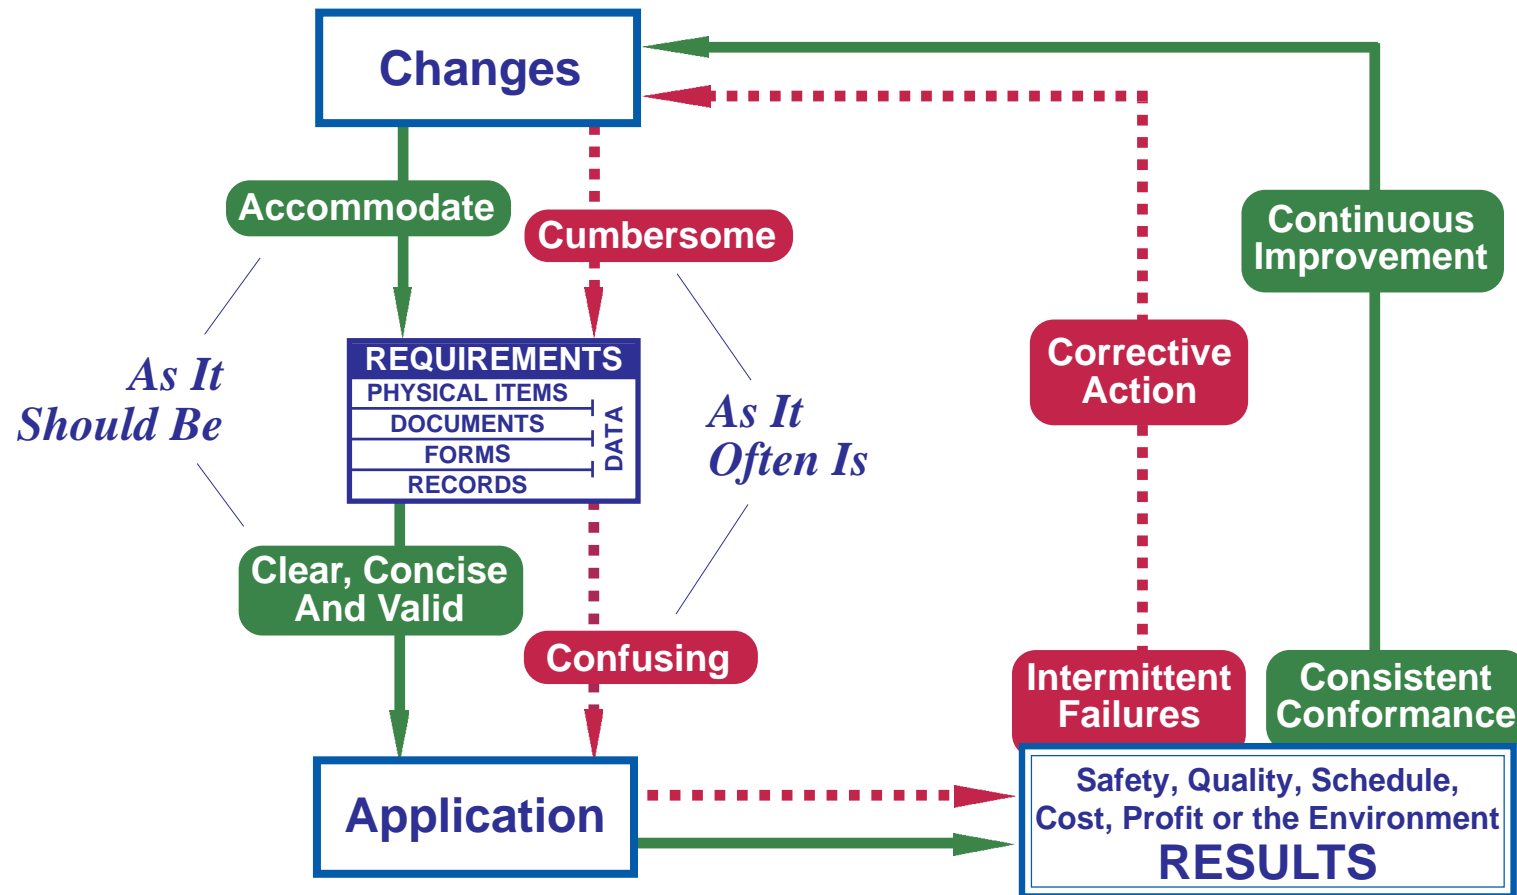 Changes
Accommodate
Cumbersome
Continuous
Improvement
Corrective
Action
As It
Should Be
REQUIREMENTS
PHYSICAL ITEMS
DOCUMENTS
FORMS
RECORDS
DATA
As It
Often Is
Clear, Concise
And Valid
Confusing
Intermittent
Failures
Consistent
Conformance
Application
Safety, Quality, Schedule,
Cost, Profit or the Environment
RESULTS